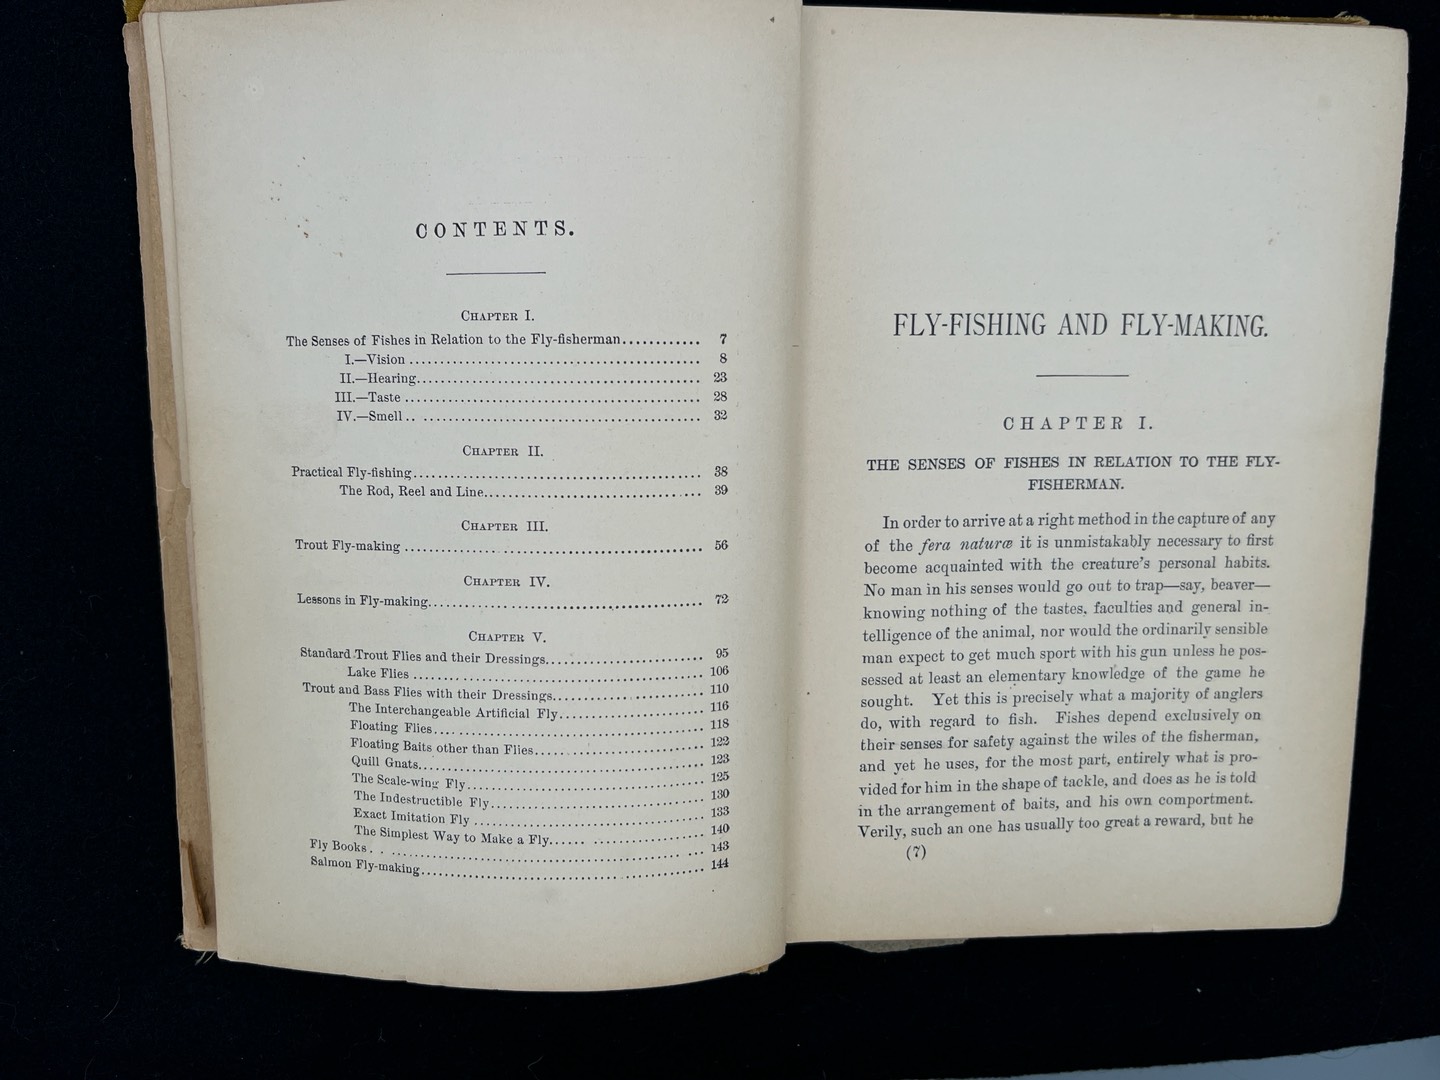 CONTENTS.
CHAPTER I.
The Senses of Fishes in Relation to the Fly-fisherman............ 7
I.—Vision ........................................ 8
II.—Hearing........................................ 23
III.—Taste ........................................ 28
IV.—Smell.. ........................................ 32
CHAPTER II.
Practical Fly-fishing........................................ 38
The Rod, Reel and Line.............................. 39
CHAPTER III.
Trout Fly-making ........................................ 56
CHAPTER IV.
Lessons in Fly-making........................................ 72
CHAPTER V.
Standard Trout Flies and their Dressings...................... 95
Lake Flies ........................................ 106
Trout and Bass Flies with their Dressings..................... 110
The Interchangeable Artificial Fly.................... 116
Floating Flies........................................ 118
Floating Baits other than Flies........................ 122
Quill Gnats........................................ 123
The Scale-wing Fly.................................. 125
The Indestructible Fly.............................. 130
Exact Imitation Fly ................................ 133
The Simplest Way to Make a Fly...... ................ 140
Fly Books. . ........................................ 143
Salmon Fly-making........................................ 144
FLY-FISHING AND FLY-MAKING.
CHAPTER I.
THE SENSES OF FISHES IN RELATION TO THE FLY-
FISHERMAN.
In order to arrive at a right method in the capture of any
of the fera naturæ it is unmistakably necessary to first
become acquainted with the creature's personal habits.
No man in his senses would go out to trap—say, beaver—
knowing nothing of the tastes, faculties and general in-
telligence of the animal, nor would the ordinarily sensible
man expect to get much sport with his gun unless he pos-
sessed at least an elementary knowledge of the game he
sought. Yet this is precisely what a majority of anglers
do, with regard to fish. Fishes depend exclusively on
their senses for safety against the wiles of the fisherman,
and yet he uses, for the most part, entirely what is pro-
vided for him in the shape of tackle, and does as he is told
in the arrangement of baits, and his own comportment.
Verily, such an one has usually too great a reward, but he
(7)